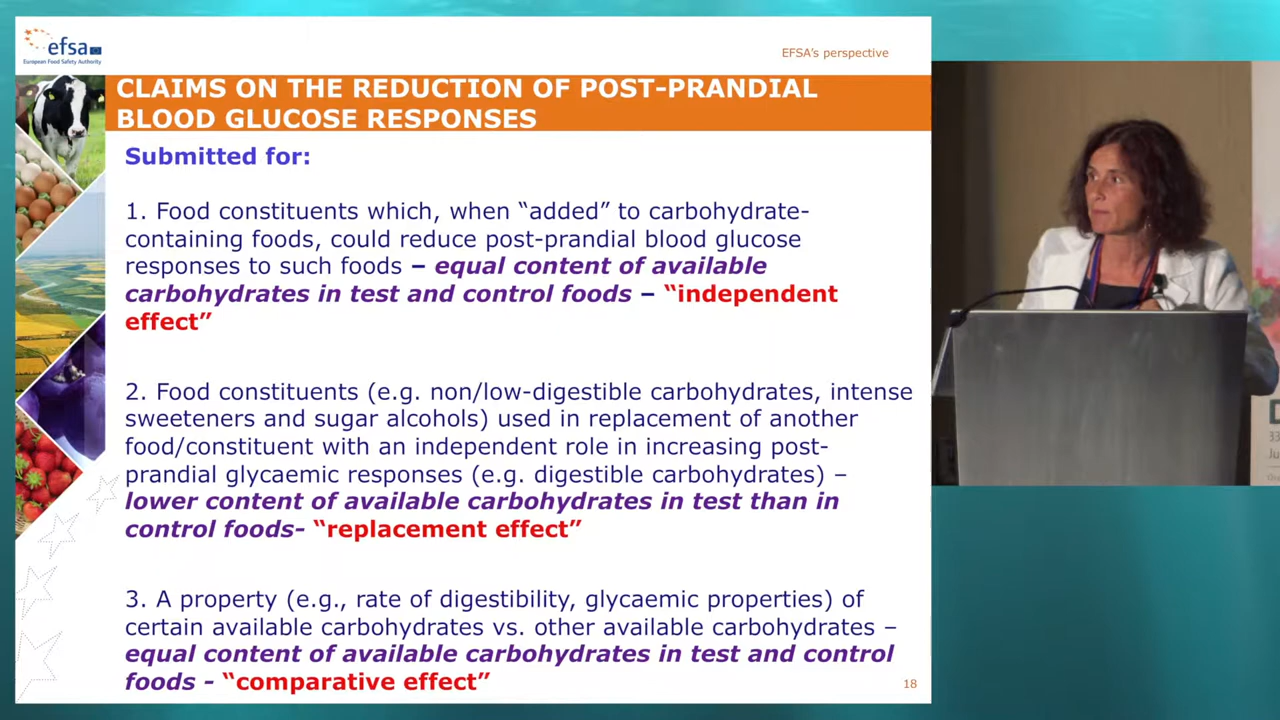 efsa
European Food Safety Authority
EFSA's perspective
CLAIMS ON THE REDUCTION OF POST-PRANDIAL
BLOOD GLUCOSE RESPONSES
Submitted for:
1. Food constituents which, when “added” to carbohydrate-
containing foods, could reduce post-prandial blood glucose
responses to such foods – equal content of available
carbohydrates in test and control foods – “independent
effect”
2. Food constituents (e.g. non/low-digestible carbohydrates, intense
sweeteners and sugar alcohols) used in replacement of another
food/constituent with an independent role in increasing post-
prandial glycaemic responses (e.g. digestible carbohydrates) –
lower content of available carbohydrates in test than in
control foods- “replacement effect”
3. A property (e.g., rate of digestibility, glycaemic properties) of
certain available carbohydrates vs. other available carbohydrates –
equal content of available carbohydrates in test and control
foods - “comparative effect”
18